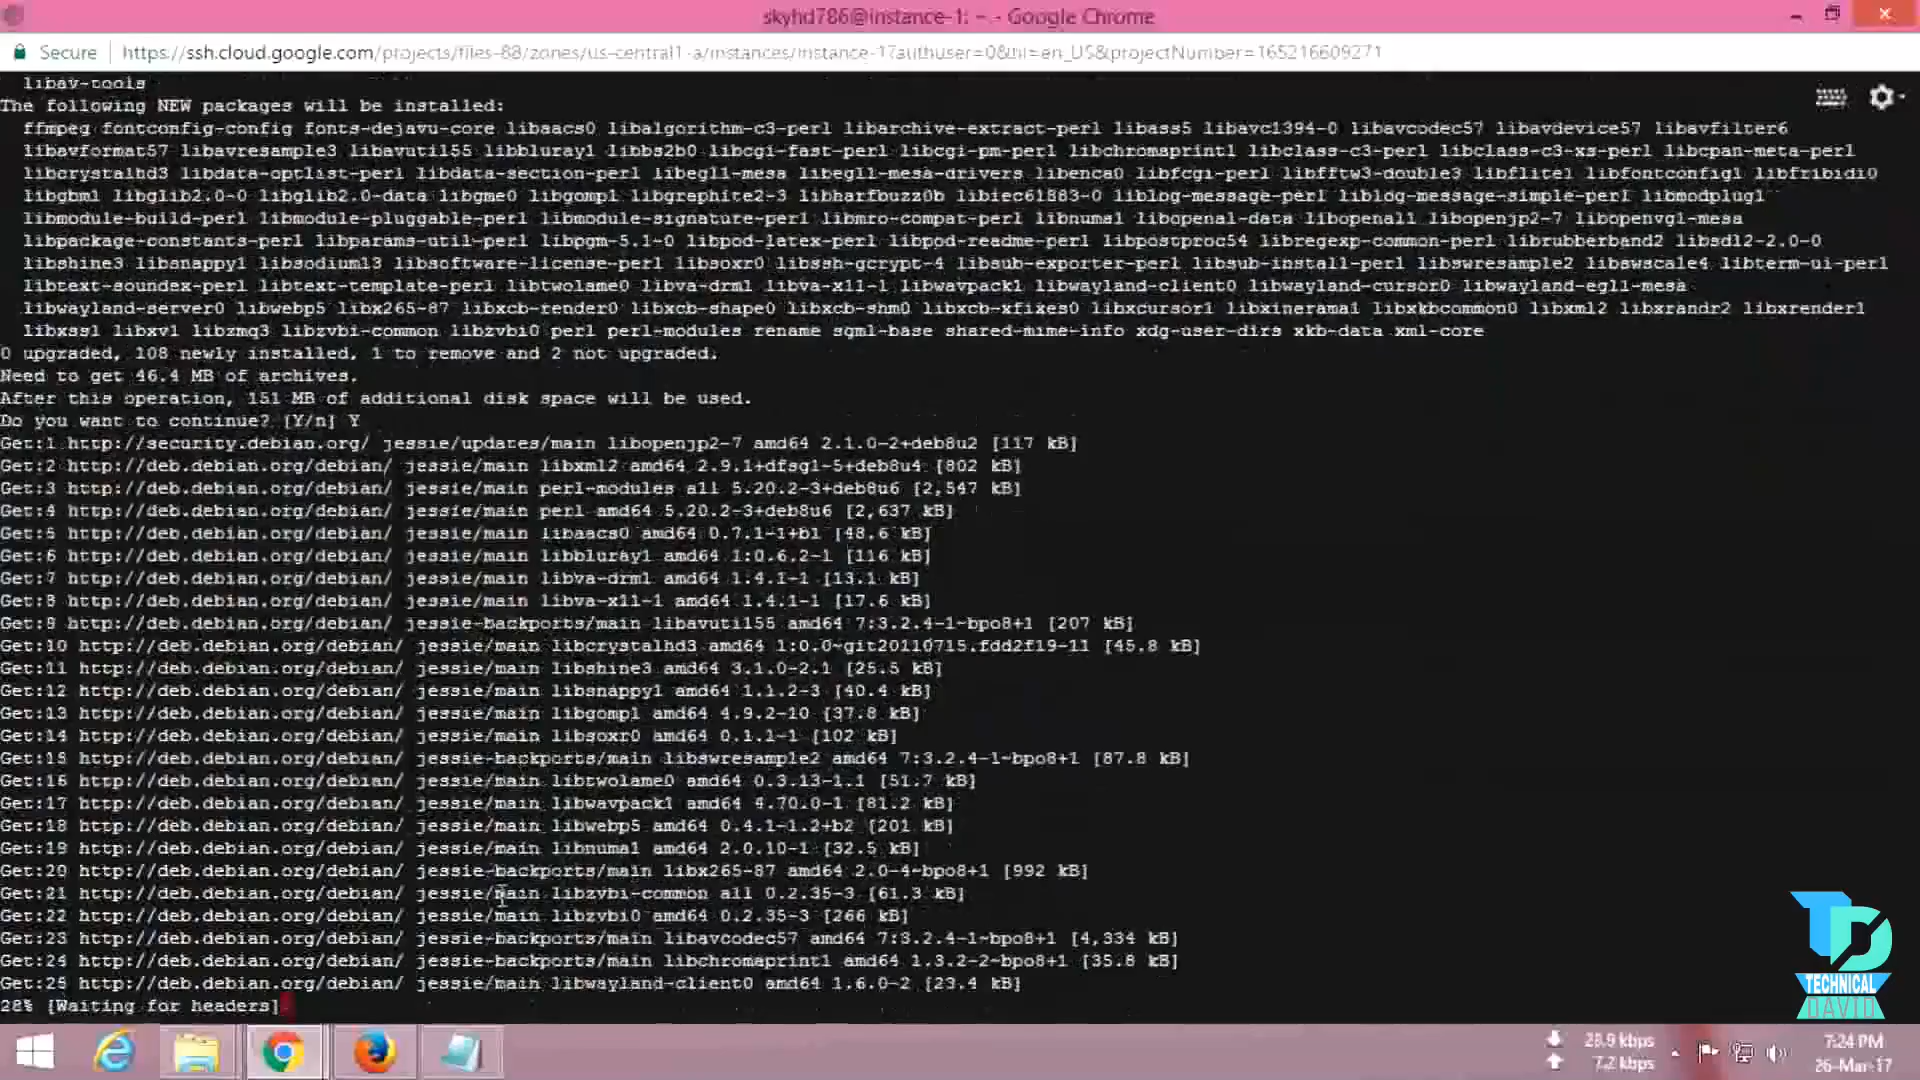 skyhd786@instance-1: ~ - Google Chrome
Secure https://ssh.cloud.google.com/projects/files-88/zones/us-central1-a/instances/instance-1?authuser=0&hl=en_US&projectNumber=165216609271
libav-tools
The following NEW packages will be installed:
ffmpeg fontconfig-config fonts-dejavu-core libaacs0 libalgorithm-c3-perl libarchive-extract-perl libass5 libavc1394-0 libavcodec57 libavdevice57 libavfilter6
libavformat57 libavresample3 libavutil55 libbluray1 libbs2b0 libcgi-fast-perl libcgi-pm-perl libchromaprint1 libclass-c3-perl libclass-c3-xs-perl libcpan-meta-perl
libcrystalhd3 libdata-optlist-perl libdata-section-perl libegl1-mesa libegl1-mesa-drivers libenca0 libfcgi-perl libfftw3-double3 libflite1 libfontconfig1 libfribidi0
libgbm1 libglib2.0-0 libglib2.0-data libgme0 libgomp1 libgraphite2-3 libharfbuzz0b libiec61883-0 liblog-message-perl liblog-message-simple-perl libmodplug1
libmodule-build-perl libmodule-pluggable-perl libmodule-signature-perl libmro-compat-perl libnuma1 libopenal-data libopenal1 libopenjp2-7 libopenvg1-mesa
libpackage-constants-perl libparams-util-perl libpgm-5.1-0 libpod-latex-perl libpod-readme-perl libpostproc54 libregexp-common-perl librubberband2 libsdl2-2.0-0
libshine3 libsnappy1 libsodium13 libsoftware-license-perl libsoxr0 libssh-gcrypt-4 libsub-exporter-perl libsub-install-perl libswresample2 libswscale4 libterm-ui-perl
libtext-soundex-perl libtext-template-perl libtwolame0 libva-drm1 libva-x11-1 libwavpack1 libwayland-client0 libwayland-cursor0 libwayland-egl1-mesa
libwayland-server0 libwebp5 libx265-87 libxcb-render0 libxcb-shape0 libxcb-shm0 libxcb-xfixes0 libxcursor1 libxinerama1 libxkbcommon0 libxml2 libxrandr2 libxrender1
libxss1 libxv1 libzmq3 libzvbi-common libzvbi0 perl perl-modules rename sgml-base shared-mime-info xdg-user-dirs xkb-data xml-core
0 upgraded, 108 newly installed, 1 to remove and 2 not upgraded.
Need to get 46.4 MB of archives.
After this operation, 151 MB of additional disk space will be used.
Do you want to continue? [Y/n] Y
Get:1 http://security.debian.org/ jessie/updates/main libopenjp2-7 amd64 2.1.0-2+deb8u2 [117 kB]
Get:2 http://deb.debian.org/debian/ jessie/main libxml2 amd64 2.9.1+dfsg1-5+deb8u4 [802 kB]
Get:3 http://deb.debian.org/debian/ jessie/main perl-modules all 5.20.2-3+deb8u6 [2,547 kB]
Get:4 http://deb.debian.org/debian/ jessie/main perl amd64 5.20.2-3+deb8u6 [2,637 kB]
Get:5 http://deb.debian.org/debian/ jessie/main libaacs0 amd64 0.7.1-1+b1 [48.6 kB]
Get:6 http://deb.debian.org/debian/ jessie/main libbluray1 amd64 1:0.6.2-1 [116 kB]
Get:7 http://deb.debian.org/debian/ jessie/main libva-drm1 amd64 1.4.1-1 [13.1 kB]
Get:8 http://deb.debian.org/debian/ jessie/main libva-x11-1 amd64 1.4.1-1 [17.6 kB]
Get:9 http://deb.debian.org/debian/ jessie-backports/main libavutil55 amd64 7:3.2.4-1~bpo8+1 [207 kB]
Get:10 http://deb.debian.org/debian/ jessie/main libcrystalhd3 amd64 1:0.0~git20110715.fdd2f19-11 [45.8 kB]
Get:11 http://deb.debian.org/debian/ jessie/main libshine3 amd64 3.1.0-2.1 [25.5 kB]
Get:12 http://deb.debian.org/debian/ jessie/main libsnappy1 amd64 1.1.2-3 [40.4 kB]
Get:13 http://deb.debian.org/debian/ jessie/main libgomp1 amd64 4.9.2-10 [37.8 kB]
Get:14 http://deb.debian.org/debian/ jessie/main libsoxr0 amd64 0.1.1-1 [102 kB]
Get:15 http://deb.debian.org/debian/ jessie-backports/main libswresample2 amd64 7:3.2.4-1~bpo8+1 [87.8 kB]
Get:16 http://deb.debian.org/debian/ jessie/main libtwolame0 amd64 0.3.13-1.1 [51.7 kB]
Get:17 http://deb.debian.org/debian/ jessie/main libwavpack1 amd64 4.70.0-1 [81.2 kB]
Get:18 http://deb.debian.org/debian/ jessie/main libwebp5 amd64 0.4.1-1.2+b2 [201 kB]
Get:19 http://deb.debian.org/debian/ jessie/main libnuma1 amd64 2.0.10-1 [32.5 kB]
Get:20 http://deb.debian.org/debian/ jessie-backports/main libx265-87 amd64 2.0-4~bpo8+1 [992 kB]
Get:21 http://deb.debian.org/debian/ jessie/main libzvbi-common all 0.2.35-3 [61.3 kB]
Get:22 http://deb.debian.org/debian/ jessie/main libzvbi0 amd64 0.2.35-3 [266 kB]
Get:23 http://deb.debian.org/debian/ jessie-backports/main libavcodec57 amd64 7:3.2.4-1~bpo8+1 [4,334 kB]
Get:24 http://deb.debian.org/debian/ jessie-backports/main libchromaprint1 amd64 1.3.2-2~bpo8+1 [35.8 kB]
Get:25 http://deb.debian.org/debian/ jessie/main libwayland-client0 amd64 1.6.0-2 [23.4 kB]
28% [Waiting for headers]
TD
TECHNICAL
DAVID
28.9 kbps
7.2 kbps
7:24 PM
26-Mar-17